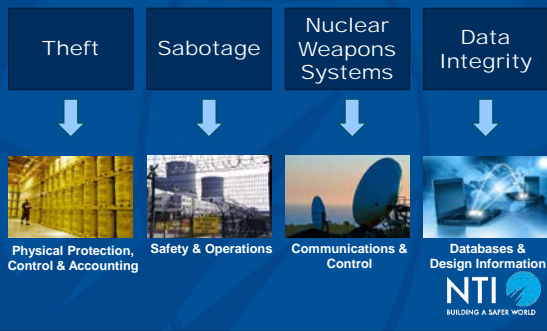 Theft
Sabotage
Nuclear
Weapons
Systems
Data
Integrity
Physical Protection,
Control & Accounting
Safety & Operations
Communications &
Control
Databases &
Design Information
NTI
BUILDING A SAFER WORLD